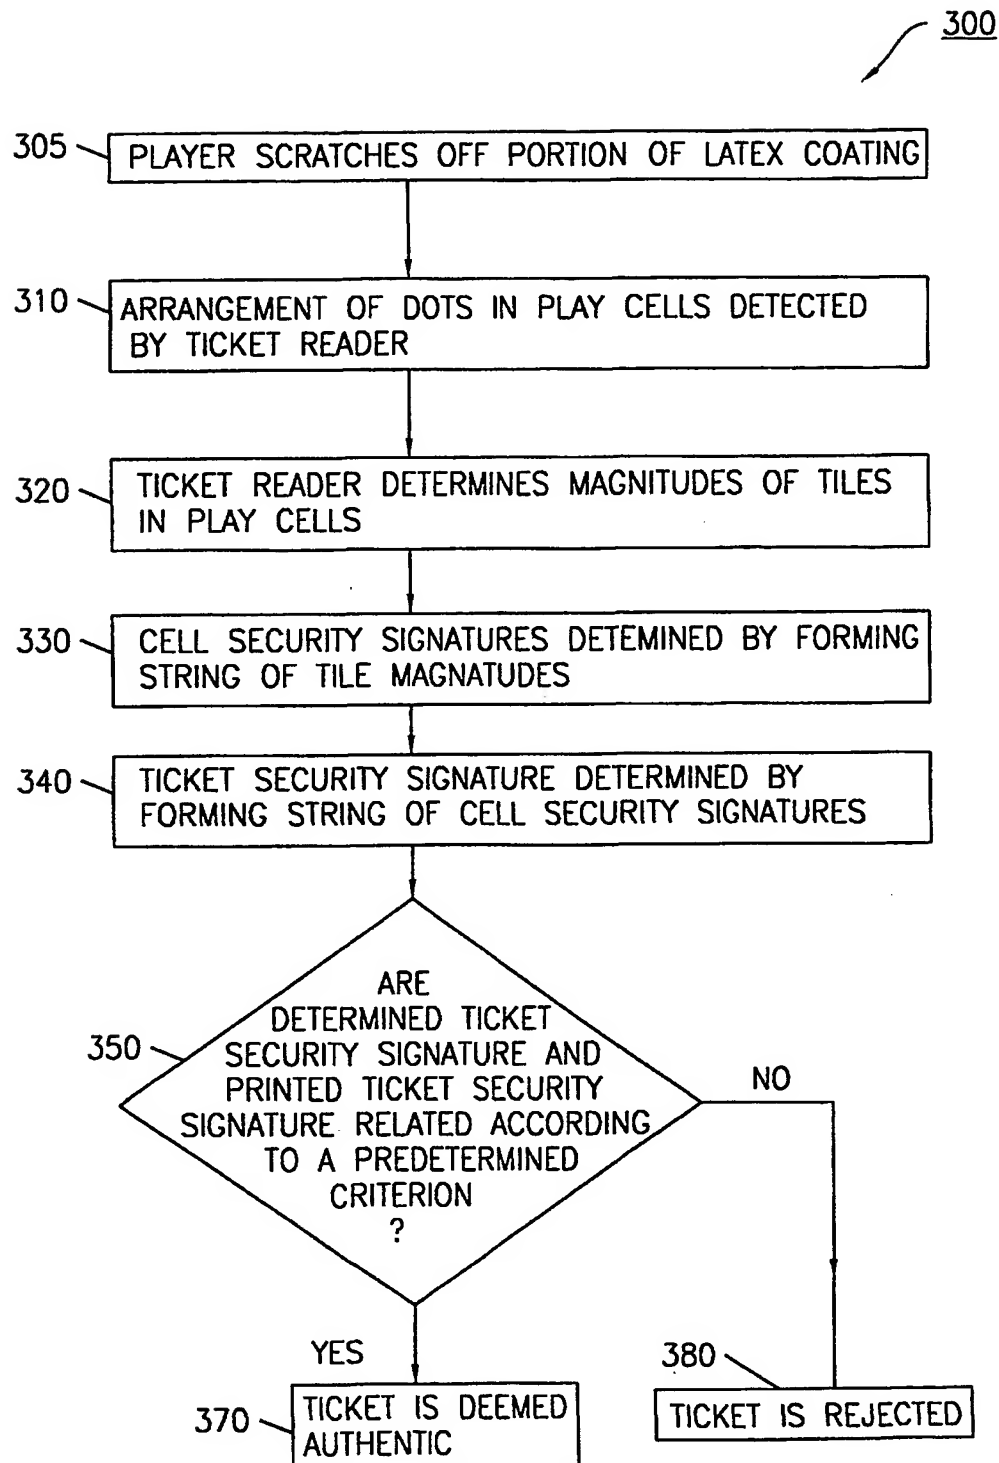 300
305
PLAYER SCRATCHES OFF PORTION OF LATEX COATING
310
ARRANGEMENT OF DOTS IN PLAY CELLS DETECTED
BY TICKET READER
320
TICKET READER DETERMINES MAGNITUDES OF TILES
IN PLAY CELLS
330
CELL SECURITY SIGNATURES DETEMINED BY FORMING
STRING OF TILE MAGNATUDES
340
TICKET SECURITY SIGNATURE DETERMINED BY
FORMING STRING OF CELL SECURITY SIGNATURES
350
ARE
DETERMINED TICKET
SECURITY SIGNATURE AND
PRINTED TICKET SECURITY
SIGNATURE RELATED ACCORDING
TO A PREDETERMINED
CRITERION
?
NO
YES
370
TICKET IS DEEMED
AUTHENTIC
380
TICKET IS REJECTED